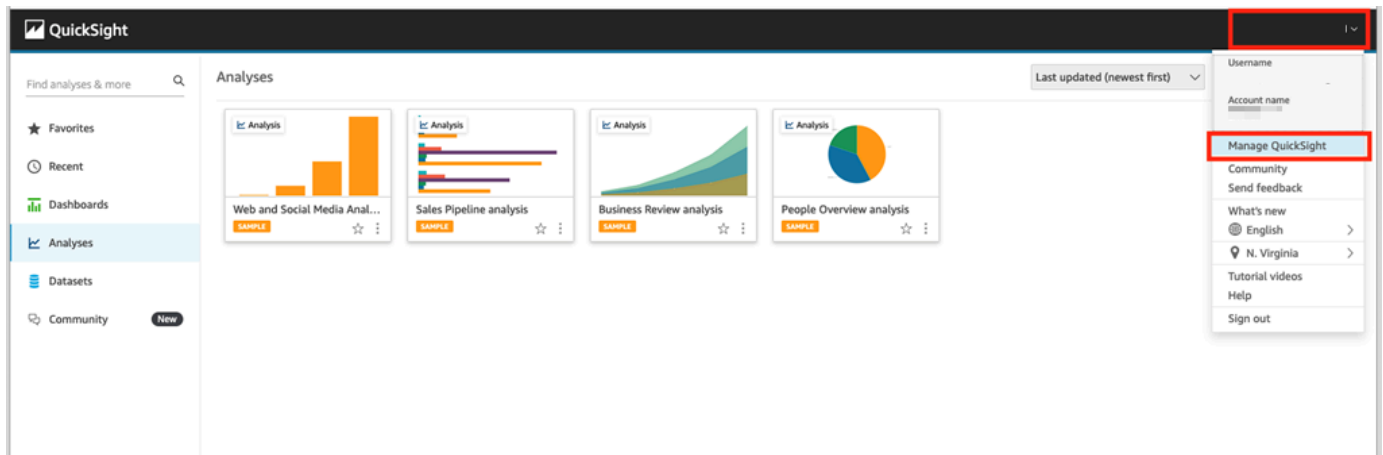 QuickSight
Find analyses & more
Favorites
Recent
Dashboards
Analyses
Datasets
Community New
Analyses
Last updated (newest first)
Analysis
Web and Social Media Anal...
SAMPLE
Analysis
Sales Pipeline analysis
SAMPLE
Analysis
Business Review analysis
SAMPLE
Analysis
People Overview analysis
SAMPLE
Username
Account name
Manage QuickSight
Community
Send feedback
What's new
English
N. Virginia
Tutorial videos
Help
Sign out